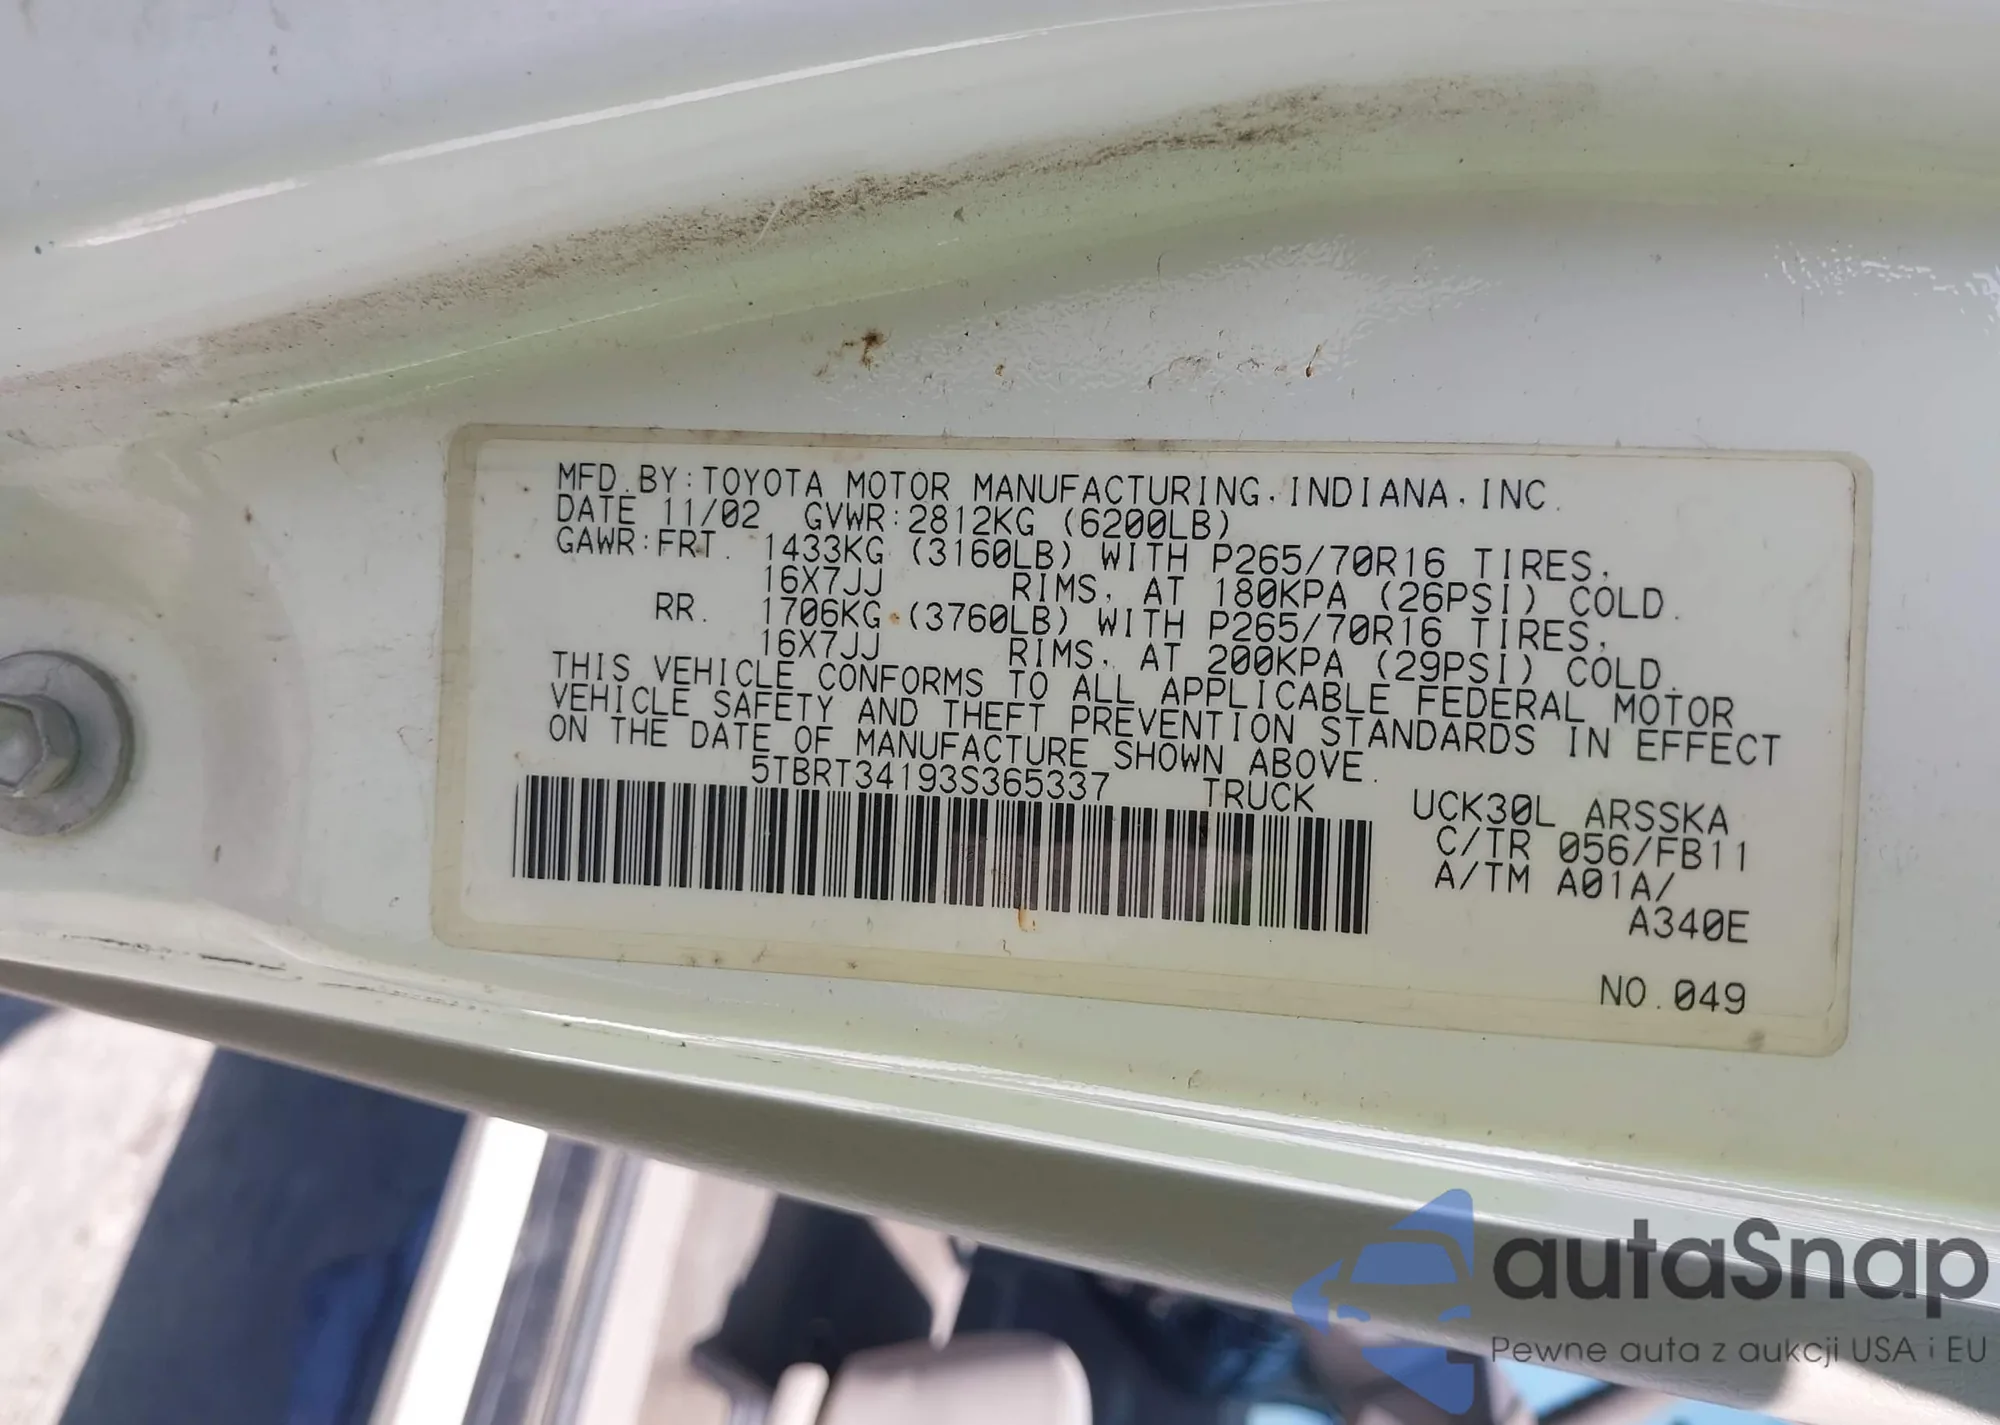 MFD.BY:TOYOTA MOTOR MANUFACTURING,INDIANA,INC.
DATE 11/02 GVWR:2812KG (6200LB)
GAWR:FRT. 1433KG (3160LB) WITH P265/70R16 TIRES,
16X7JJ RIMS, AT 180KPA (26PSI) COLD.
RR. 1706KG (3760LB) WITH P265/70R16 TIRES,
16X7JJ RIMS, AT 200KPA (29PSI) COLD.
THIS VEHICLE CONFORMS TO ALL APPLICABLE FEDERAL MOTOR
VEHICLE SAFETY AND THEFT PREVENTION STANDARDS IN EFFECT
ON THE DATE OF MANUFACTURE SHOWN ABOVE.
5TBRT34193S365337 TRUCK
UCK30L ARSSKA
C/TR 056/FB11
A/TM A01A/
A340E
NO.049
autaSnap
Pewne auta z aukcji USA i EU